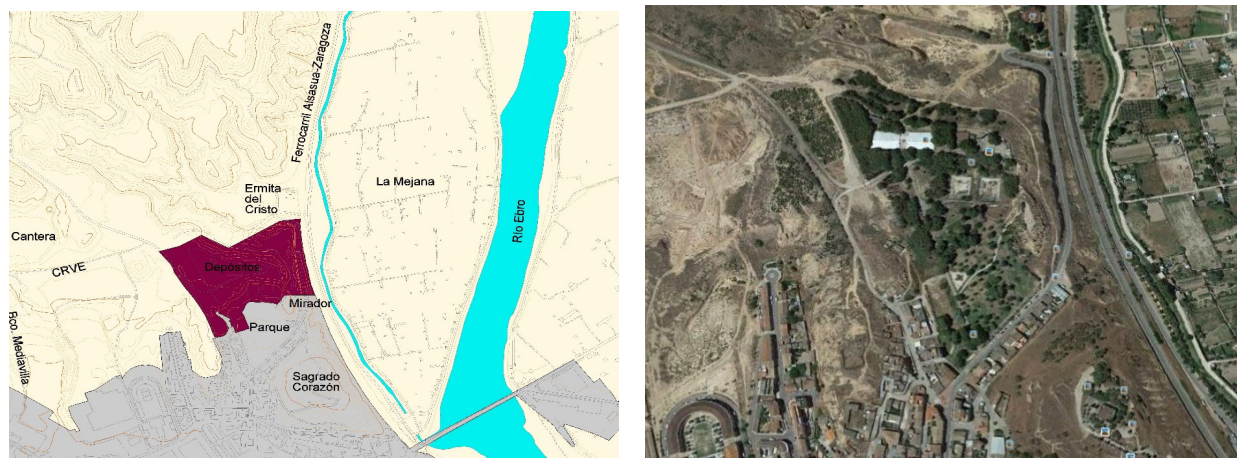 Ferrocarril Alsasua-Zaragoza
La Mejana
Río Ebro
Ermita
del
Cristo
Cantera
CRVE
Depósitos
Mirador
Parque
Rco. Mediavilla
Sagrado
Corazón